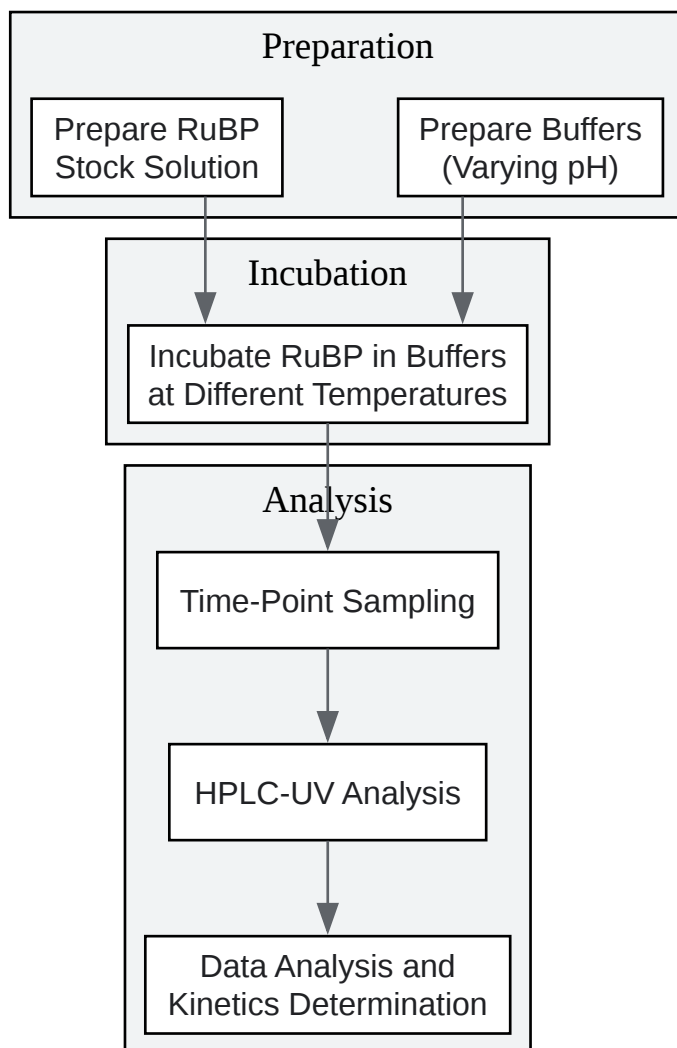 Preparation
Prepare RuBP
Stock Solution
Prepare Buffers
(Varying pH)
Incubation
Incubate RuBP in Buffers
at Different Temperatures
Analysis
Time-Point Sampling
HPLC-UV Analysis
Data Analysis and
Kinetics Determination